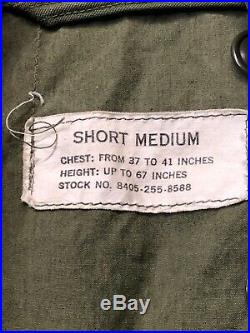 SHORT MEDIUM
CHEST: FROM 37 TO 41 INCHES
HEIGHT: UP TO 67 INCHES
STOCK NO. 8405-255-8588